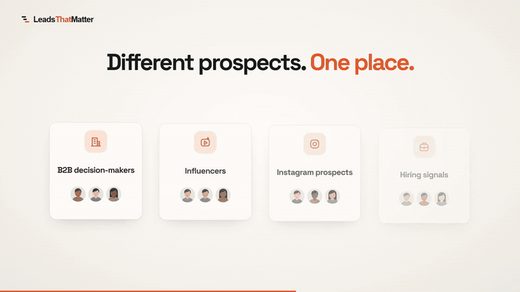 LeadsThatMatter
Different prospects. One place.
B2B decision-makers
Influencers
Instagram prospects
Hiring signals